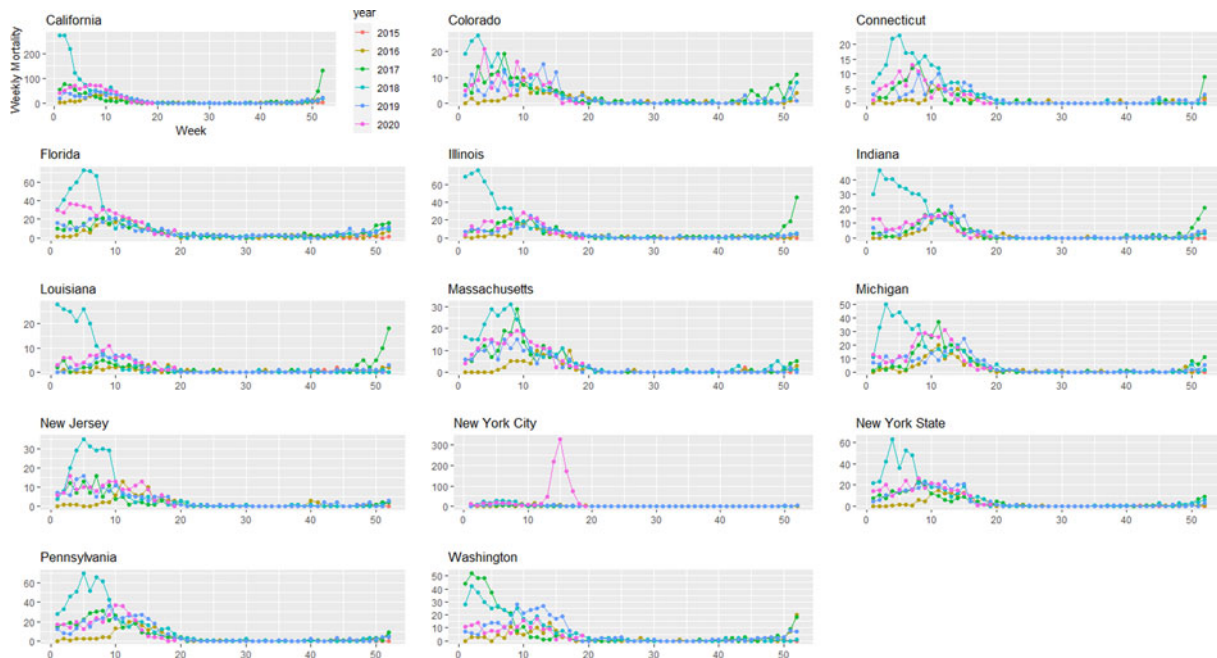 California
year
Colorado
Connecticut
Weekly Mortality
200
100
0
0 10 20 30 40 50
Week
2015
2016
2017
2018
2019
2020
20
10
0
0 10 20 30 40 50
20
15
10
5
0
0 10 20 30 40 50
Florida
Illinois
Indiana
60
40
20
0
0 10 20 30 40 50
60
40
20
0
0 10 20 30 40 50
40
30
20
10
0
0 10 20 30 40 50
Louisiana
Massachusetts
Michigan
20
10
0
0 10 20 30 40 50
30
20
10
0
0 10 20 30 40 50
50
40
30
20
10
0
0 10 20 30 40 50
New Jersey
New York City
New York State
30
20
10
0
0 10 20 30 40 50
300
200
100
0
0 10 20 30 40 50
60
40
20
0
0 10 20 30 40 50
Pennsylvania
Washington
60
40
20
0
0 10 20 30 40 50
50
40
30
20
10
0
0 10 20 30 40 50